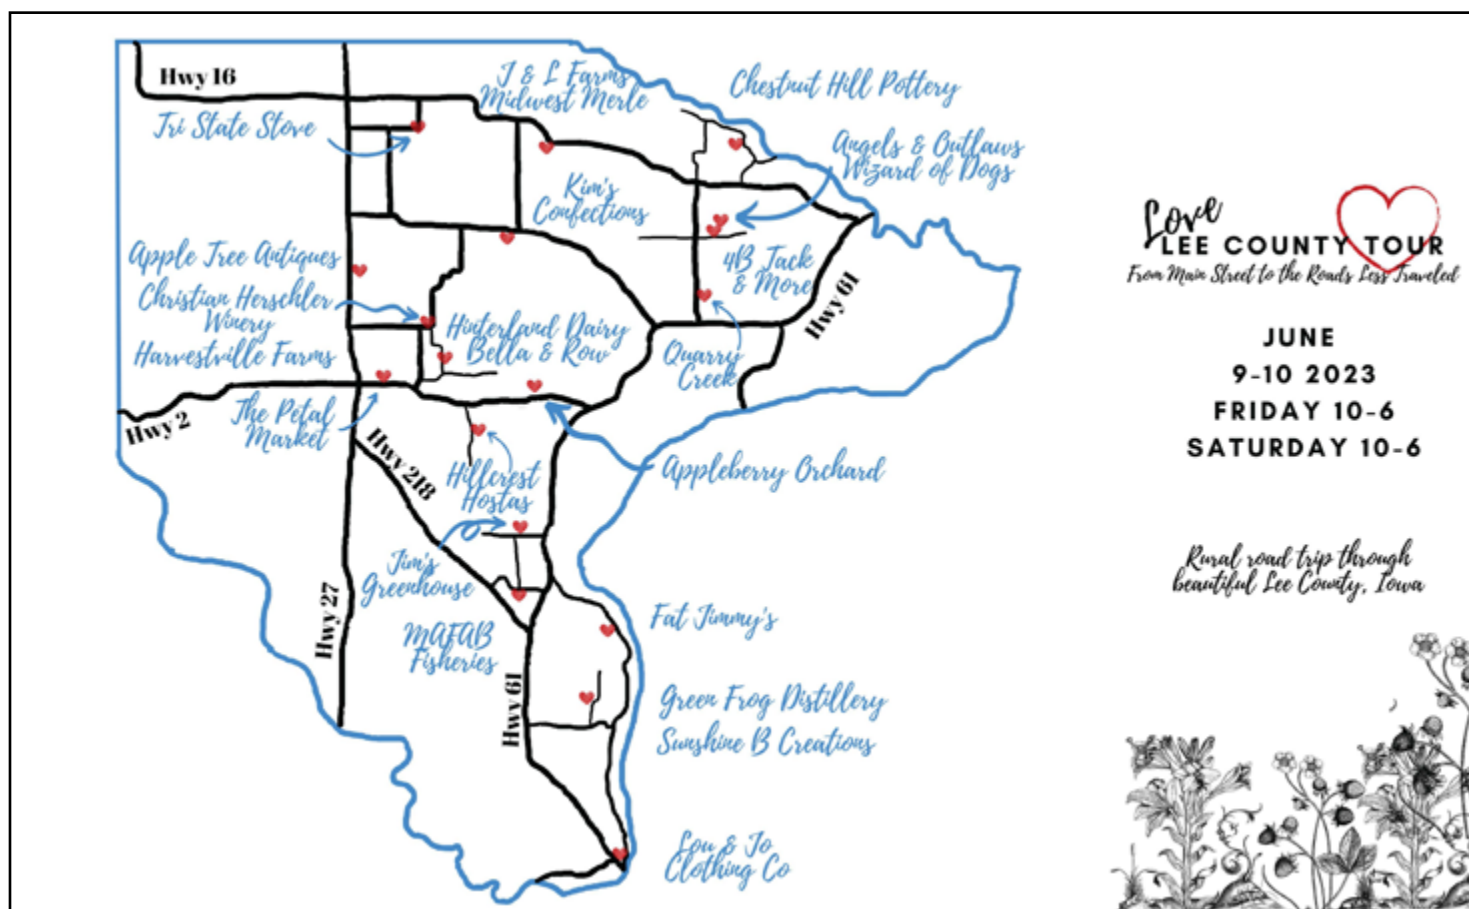 Hwy 16
Tri State Stove
J & L Farms
Midwest Merle
Chestnut Hill Pottery
Angels & Outlaws
Wizard of Dogs
Kim's
Confections
4B Tack
& More
Hwy 61
Apple Tree Antiques
Christian Herschler
Winery
Harvestville Farms
Hinterland Dairy
Bella & Row
Quarry
Creek
Hwy 2
The Petal
Market
Hwy 218
Hillcrest
Hostas
Appleberry Orchard
Jim's
Greenhouse
Hwy 27
MAFAB
Fisheries
Hwy 61
Fat Jimmy's
Green Frog Distillery
Sunshine B Creations
Lou & Jo
Clothing Co
Love
LEE COUNTY TOUR
From Main Street to the Roads Less Traveled
JUNE
9-10 2023
FRIDAY 10-6
SATURDAY 10-6
Rural road trip through
beautiful Lee County, Iowa